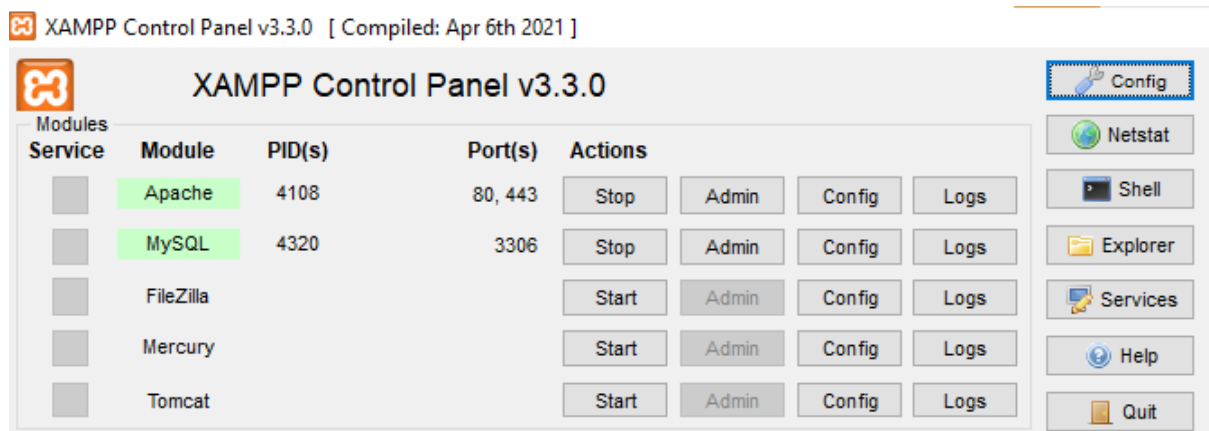 XAMPP Control Panel v3.3.0 [ Compiled: Apr 6th 2021 ]
XAMPP Control Panel v3.3.0
Config
Modules
Netstat
Service Module PID(s) Port(s) Actions
Apache 4108 80, 443 Stop Admin Config Logs
Shell
MySQL 4320 3306 Stop Admin Config Logs
Explorer
FileZilla Start Admin Config Logs
Services
Mercury Start Admin Config Logs
Help
Tomcat Start Admin Config Logs
Quit